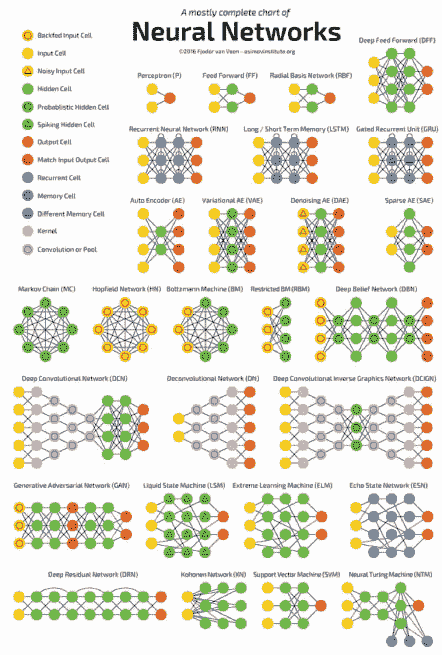 A mostly complete chart of
Neural Networks
©2016 Fjodor van Veen - asimovinstitute.org
Backfed Input Cell
Input Cell
Noisy Input Cell
Hidden Cell
Probablistic Hidden Cell
Spiking Hidden Cell
Output Cell
Match Input Output Cell
Recurrent Cell
Memory Cell
Different Memory Cell
Kernel
Convolution or Pool
Deep Feed Forward (DFF)
Perceptron (P)
Feed Forward (FF)
Radial Basis Network (RBF)
Recurrent Neural Network (RNN)
Long / Short Term Memory (LSTM)
Gated Recurrent Unit (GRU)
Auto Encoder (AE)
Variational AE (VAE)
Denoising AE (DAE)
Sparse AE (SAE)
Markov Chain (MC)
Hopfield Network (HN)
Boltzmann Machine (BM)
Restricted BM (RBM)
Deep Belief Network (DBN)
Deep Convolutional Network (DCN)
Deconvolutional Network (DN)
Deep Convolutional Inverse Graphics Network (DCIGN)
Generative Adversarial Network (GAN)
Liquid State Machine (LSM)
Extreme Learning Machine (ELM)
Echo State Network (ESN)
Deep Residual Network (DRN)
Kohonen Network (KN)
Support Vector Machine (SVM)
Neural Turing Machine (NTM)